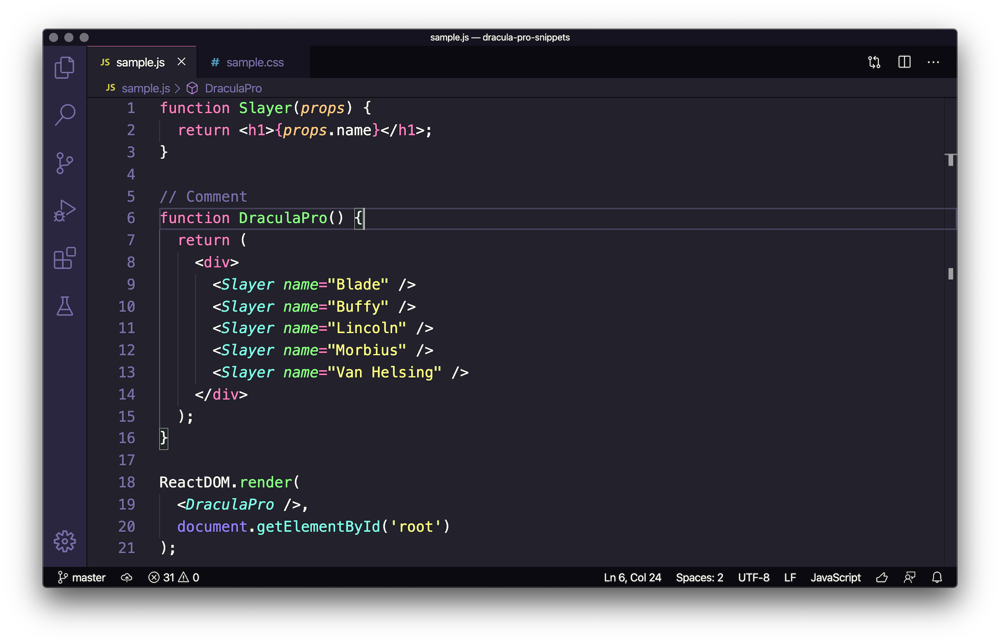 sample.js — dracula-pro-snippets
JS sample.js # sample.css
JS sample.js > DraculaPro
1 function Slayer(props) {
2   return <h1>{props.name}</h1>;
3 }
4
5 // Comment
6 function DraculaPro() {
7   return (
8     <div>
9       <Slayer name="Blade" />
10       <Slayer name="Buffy" />
11       <Slayer name="Lincoln" />
12       <Slayer name="Morbius" />
13       <Slayer name="Van Helsing" />
14     </div>
15   );
16 }
17
18 ReactDOM.render(
19   <DraculaPro />,
20   document.getElementById('root')
21 );
master 31 0 Ln 6, Col 24 Spaces: 2 UTF-8 LF JavaScript